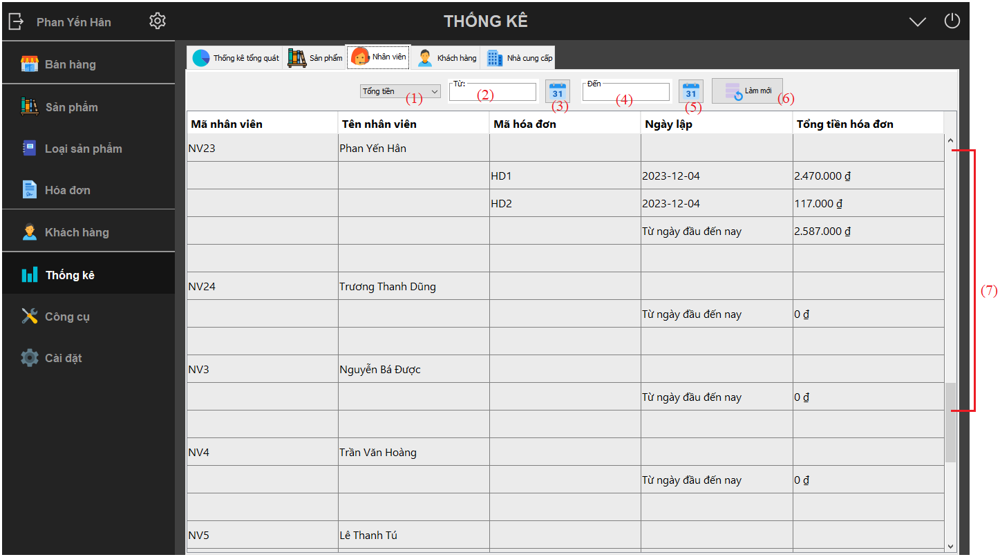 Phan Yến Hân
THỐNG KÊ
Bán hàng
Sản phẩm
Loại sản phẩm
Hóa đơn
Khách hàng
Thống kê
Công cụ
Cài đặt
Thống kê tổng quát Sản phẩm Nhân viên Khách hàng Nhà cung cấp
Tổng tiền (1) Từ: (2) 31 (3) Đến (4) 31 (5) Làm mới (6)
Mã nhân viên Tên nhân viên Mã hóa đơn Ngày lập Tổng tiền hóa đơn
NV23 Phan Yến Hân
HD1 2023-12-04 2.470.000 ₫
HD2 2023-12-04 117.000 ₫
Từ ngày đầu đến nay 2.587.000 ₫
NV24 Trương Thanh Dũng
Từ ngày đầu đến nay 0 ₫
NV3 Nguyễn Bá Được
Từ ngày đầu đến nay 0 ₫
NV4 Trần Văn Hoàng
Từ ngày đầu đến nay 0 ₫
NV5 Lê Thanh Tú
(7)